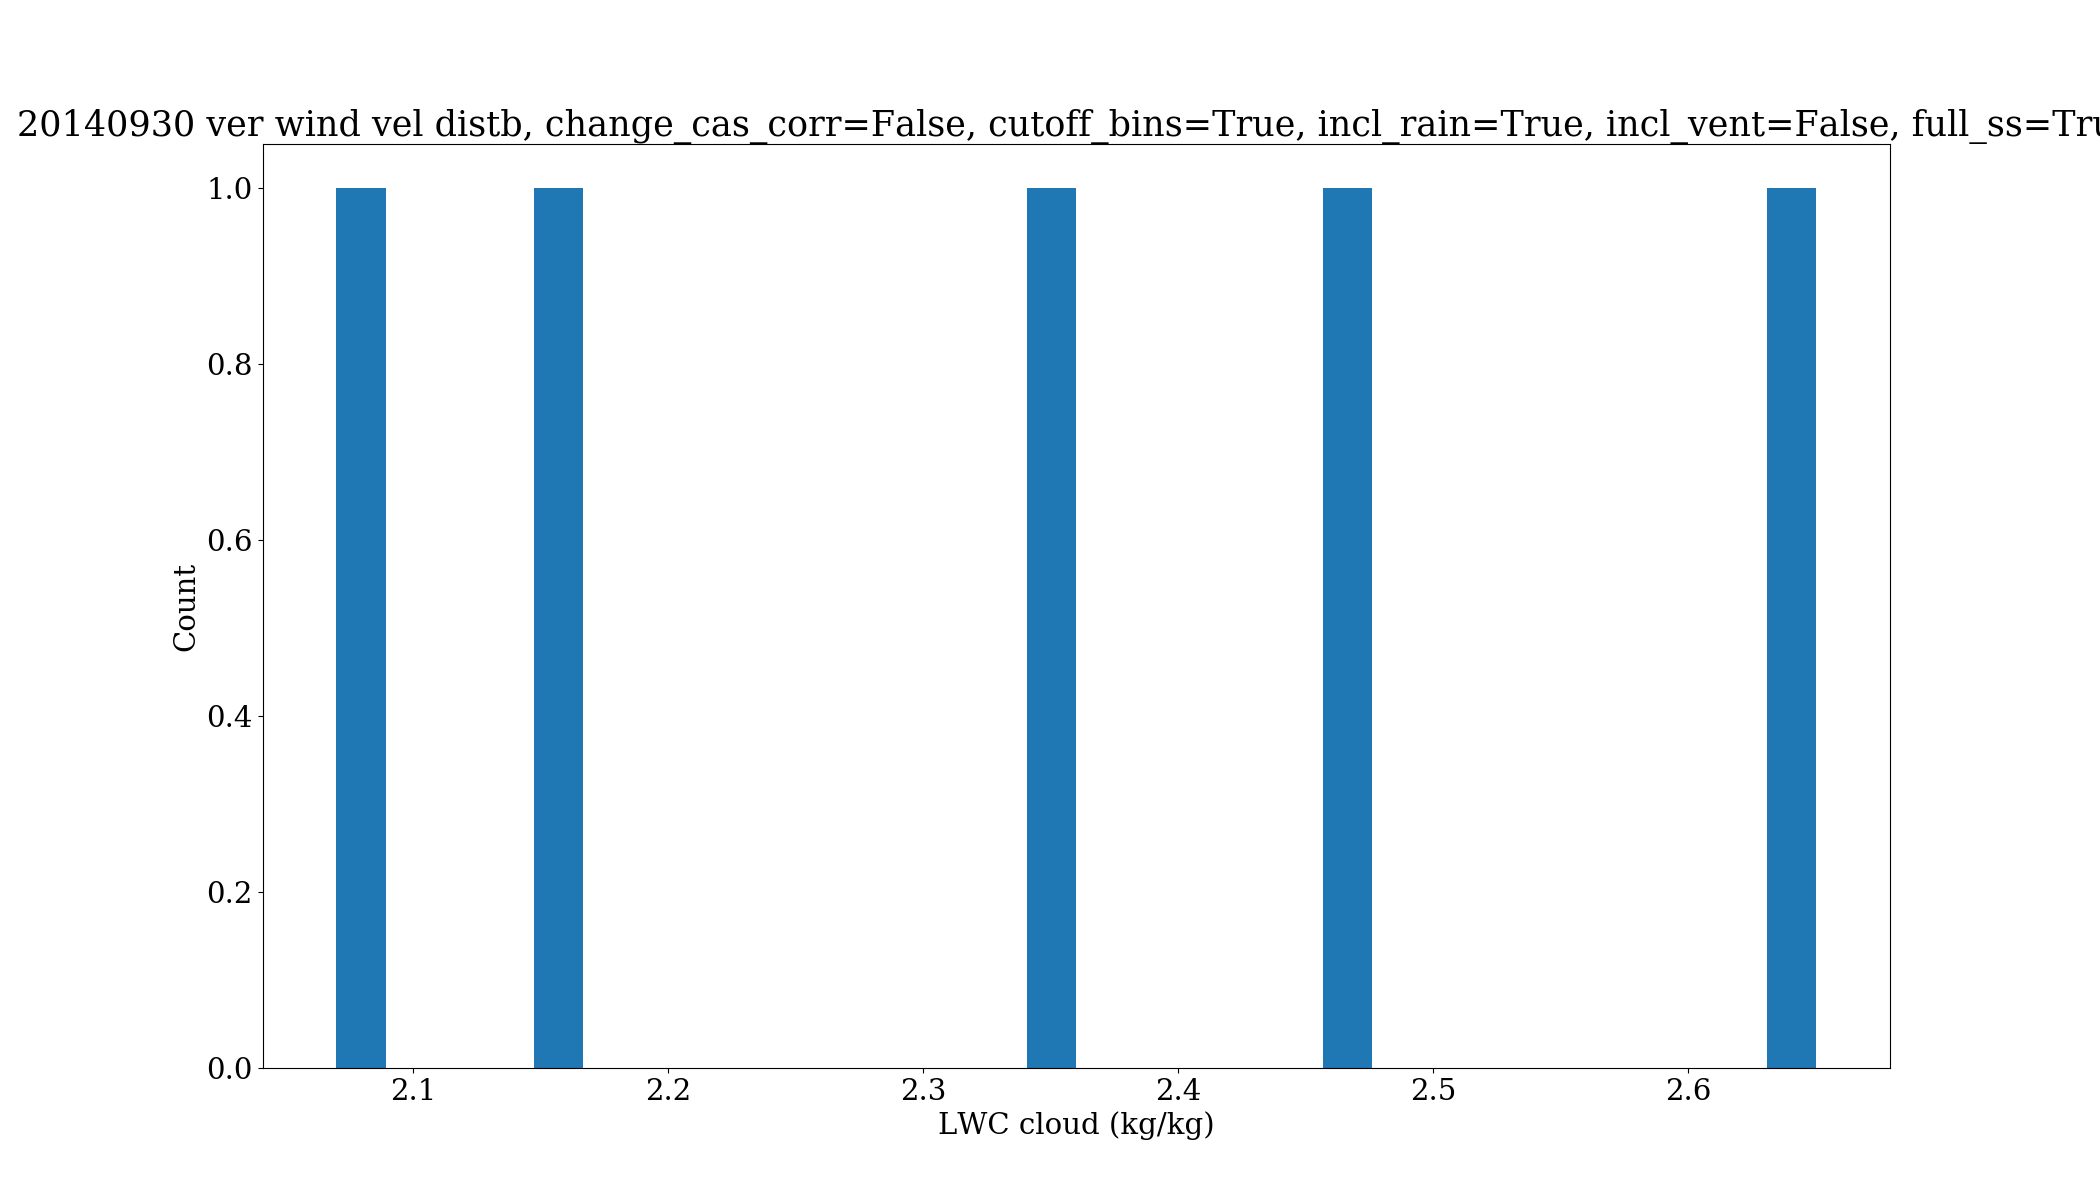 20140930 ver wind vel distb, change_cas_corr=False, cutoff_bins=True, incl_rain=True, incl_vent=False, full_ss=Tru
1.0
0.8
0.6
0.4
0.2
0.0
Count
2.1 2.2 2.3 2.4 2.5 2.6
LWC cloud (kg/kg)